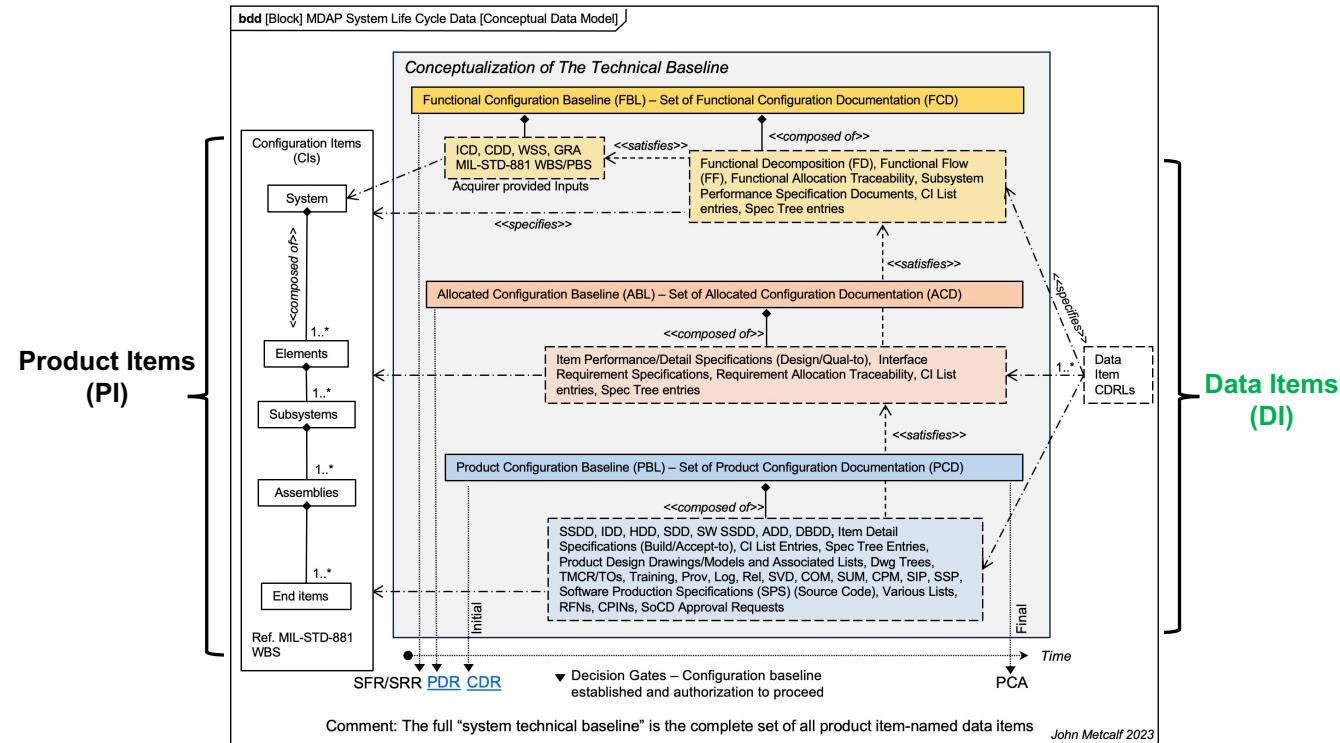 bdd [Block] MDAP System Life Cycle Data [Conceptual Data Model]
Conceptualization of The Technical Baseline
Functional Configuration Baseline (FBL) – Set of Functional Configuration Documentation (FCD)
Configuration Items
(CIs)
ICD, CDD, WSS, GRA
MIL-STD-881 WBS/PBS
Acquirer provided Inputs
<<satisfies>>
<<composed of>>
Functional Decomposition (FD), Functional Flow
(FF), Functional Allocation Traceability, Subsystem
Performance Specification Documents, CI List
entries, Spec Tree entries
System
<<specifies>>
<<composed of>>
<<satisfies>>
<<specifies>>
Allocated Configuration Baseline (ABL) – Set of Allocated Configuration Documentation (ACD)
<<composed of>>
1..*
Elements
Item Performance/Detail Specifications (Design/Qual-to), Interface
Requirement Specifications, Requirement Allocation Traceability, CI List
entries, Spec Tree entries
1..*
Data
Item
CDRLs
Product Items
(PI)
Data Items
(DI)
1..*
Subsystems
<<satisfies>>
Product Configuration Baseline (PBL) – Set of Product Configuration Documentation (PCD)
1..*
Assemblies
<<composed of>>
SSDD, IDD, HDD, SDD, SW SSDD, ADD, DBDD, Item Detail
Specifications (Build/Accept-to), CI List Entries, Spec Tree Entries,
Product Design Drawings/Models and Associated Lists, Dwg Trees,
TMCR/TOs, Training, Prov, Log, Rel, SVD, COM, SUM, CPM, SIP, SSP,
Software Production Specifications (SPS) (Source Code), Various Lists,
RFNs, CPINs, SoCD Approval Requests
1..*
End items
Initial
Final
Ref. MIL-STD-881
WBS
Time
SFR/SRR PDR CDR
Decision Gates – Configuration baseline
established and authorization to proceed
PCA
Comment: The full “system technical baseline” is the complete set of all product item-named data items
John Metcalf 2023